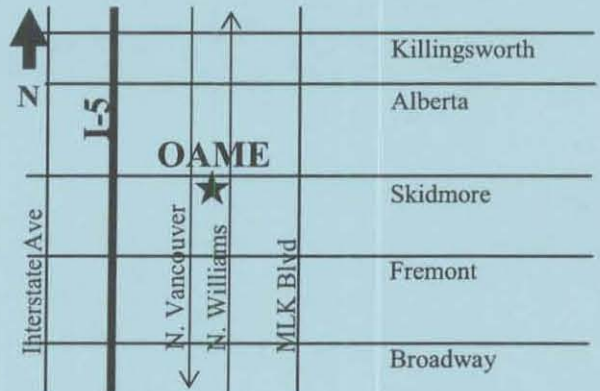 Killingsworth
N
Alberta
I-5
OAME
Skidmore
Interstate Ave
N. Vancouver
N. Williams
MLK Blvd
Fremont
Broadway